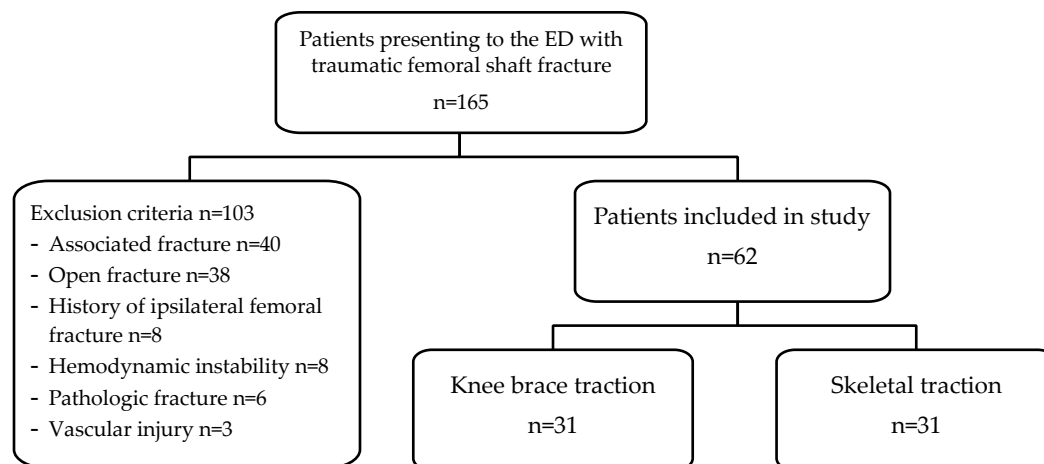 Patients presenting to the ED with
traumatic femoral shaft fracture
n=165
Exclusion criteria n=103
- Associated fracture n=40
- Open fracture n=38
- History of ipsilateral femoral
fracture n=8
- Hemodynamic instability n=8
- Pathologic fracture n=6
- Vascular injury n=3
Patients included in study
n=62
Knee brace traction
n=31
Skeletal traction
n=31